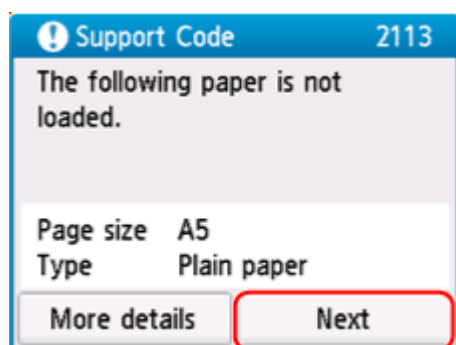 Support Code 2113
The following paper is not
loaded.
Page size A5
Type Plain paper
More details Next